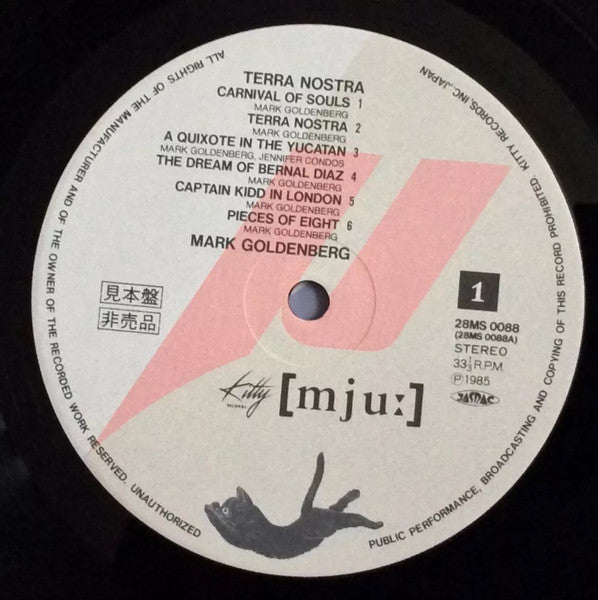 TERRA NOSTRA
CARNIVAL OF SOULS 1
MARK GOLDENBERG
TERRA NOSTRA 2
MARK GOLDENBERG
A QUIXOTE IN THE YUCATAN 3
MARK GOLDENBERG, JENNIFER CONDOS
THE DREAM OF BERNAL DIAZ 4
MARK GOLDENBERG
CAPTAIN KIDD IN LONDON 5
MARK GOLDENBERG
PIECES OF EIGHT 6
MARK GOLDENBERG
MARK GOLDENBERG
見本盤
非売品
1
28MS 0088
(28MS 0088A)
STEREO
33⅓ R.P.M.
Ⓟ1985
JASRAC
Kitty
RECORDS
[mju:]
ALL RIGHTS OF THE MANUFACTURER AND OF THE OWNER OF THE RECORDED WORK RESERVED. UNAUTHORIZED
PUBLIC PERFORMANCE, BROADCASTING AND COPYING OF THIS RECORD PROHIBITED. KITTY RECORDS, INC., JAPAN